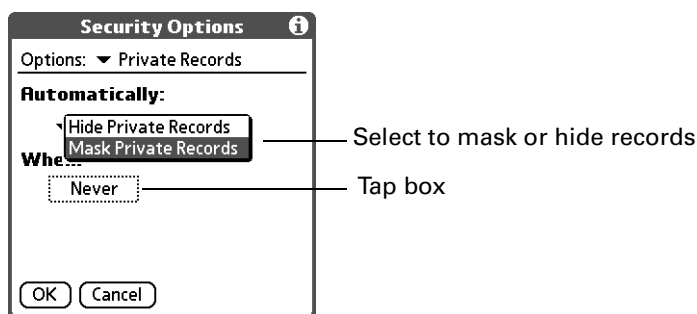 Security Options i
Options: Private Records
Automatically:
Hide Private Records
Mask Private Records
Select to mask or hide records
Whe...
Never
Tap box
OK Cancel